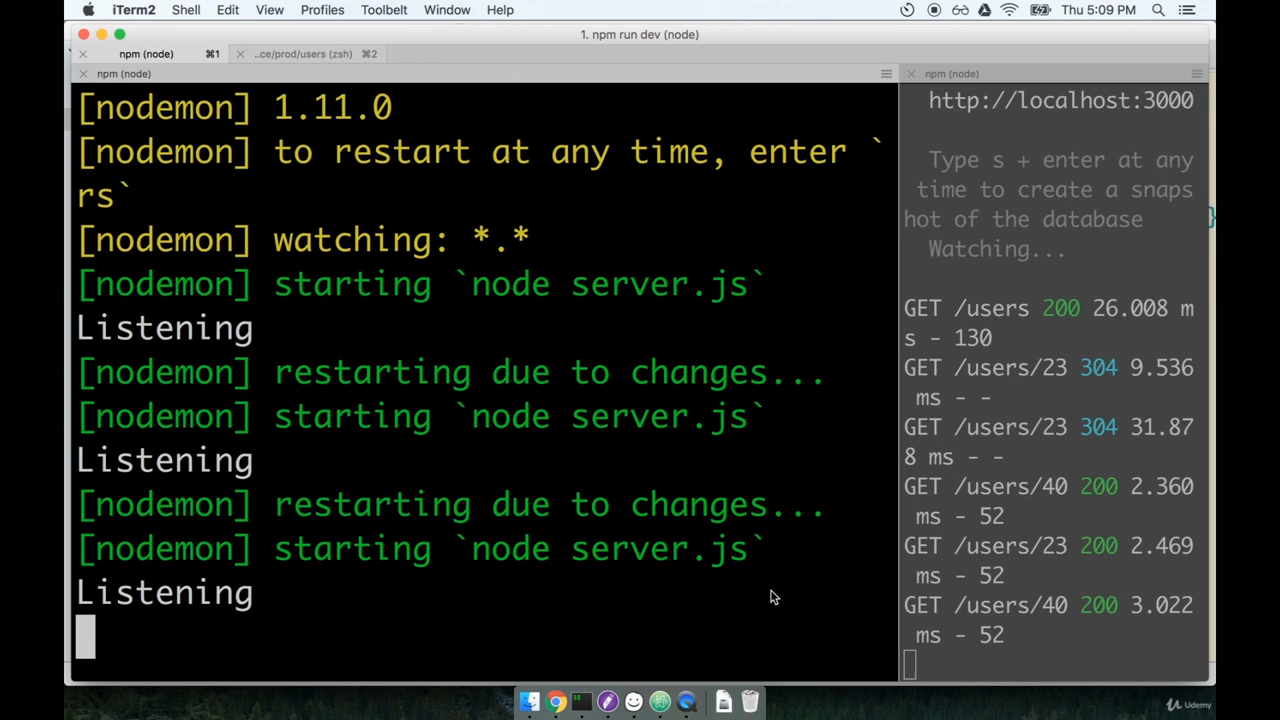 iTerm2 Shell Edit View Profiles Toolbelt Window Help Thu 5:09 PM
1. npm run dev (node)
npm (node) ⌘1 ..ce/prod/users (zsh) ⌘2
npm (node)
[nodemon] 1.11.0
[nodemon] to restart at any time, enter `
rs`
[nodemon] watching: *.*
[nodemon] starting `node server.js`
Listening
[nodemon] restarting due to changes...
[nodemon] starting `node server.js`
Listening
[nodemon] restarting due to changes...
[nodemon] starting `node server.js`
Listening
npm (node)
http://localhost:3000
Type s + enter at any
time to create a snaps
hot of the database
Watching...
GET /users 200 26.008 m
s - 130
GET /users/23 304 9.536
ms - -
GET /users/23 304 31.87
8 ms - -
GET /users/40 200 2.360
ms - 52
GET /users/23 200 2.469
ms - 52
GET /users/40 200 3.022
ms - 52
}
Udemy